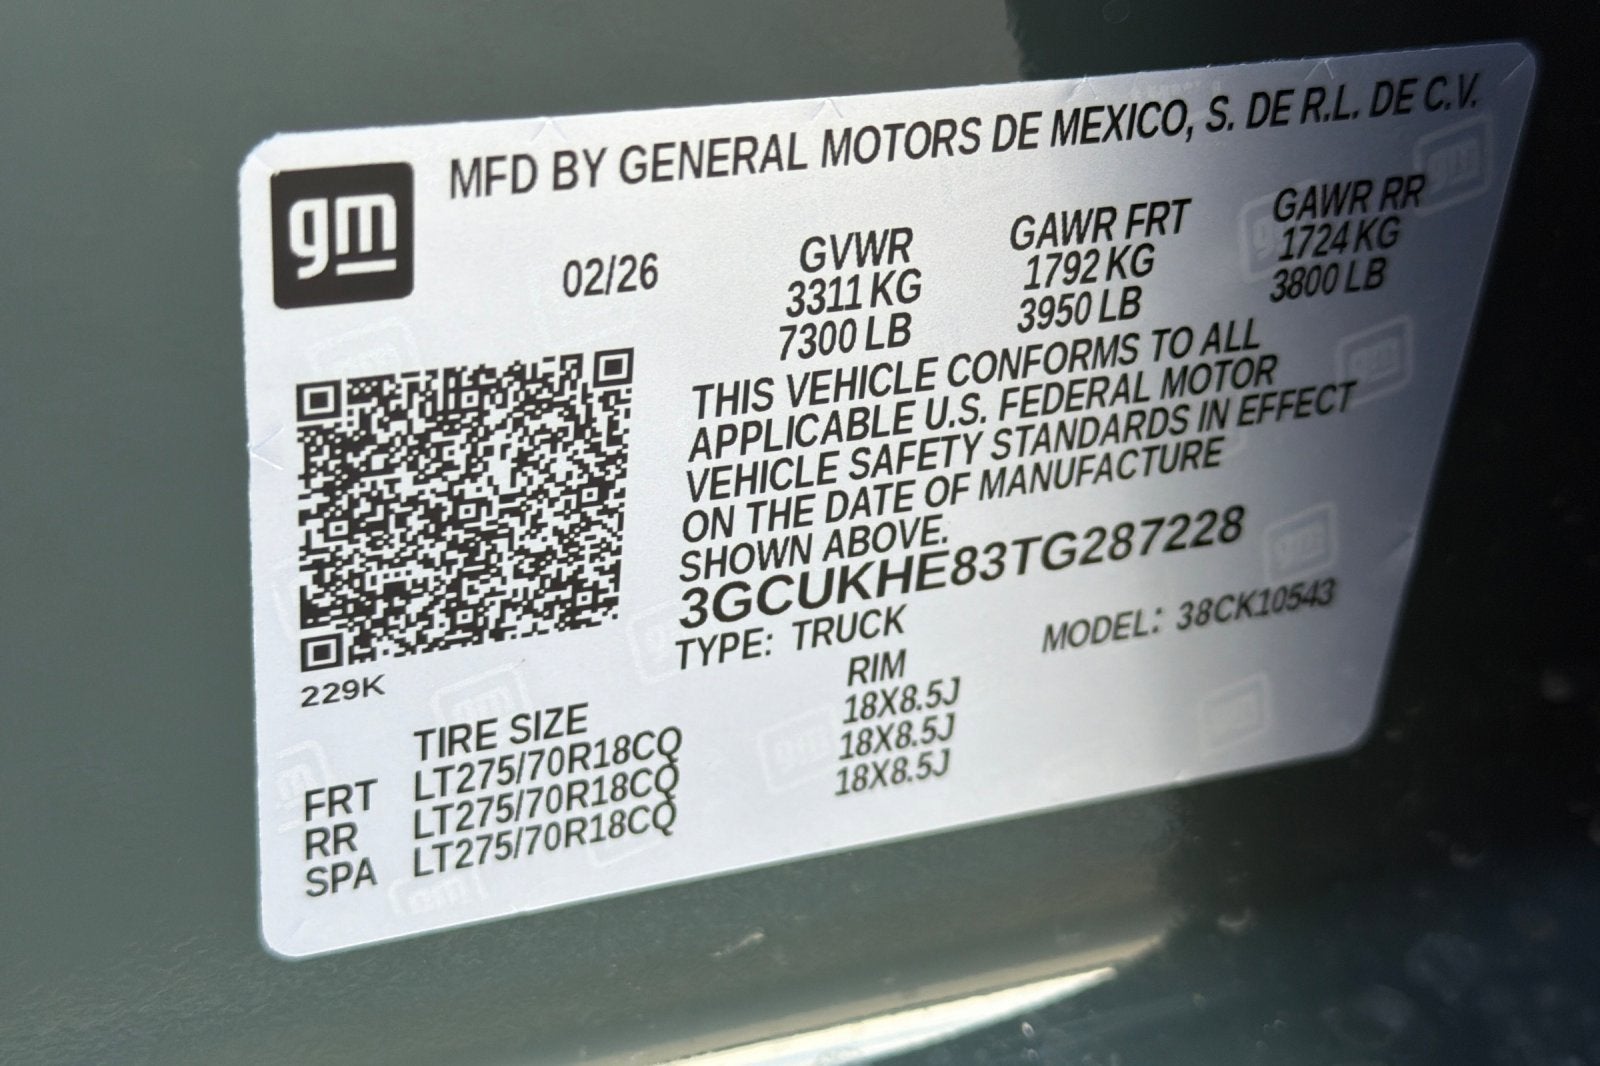 gm
MFD BY GENERAL MOTORS DE MEXICO, S. DE R.L. DE C.V.
02/26
GVWR
3311 KG
7300 LB
GAWR FRT
1792 KG
3950 LB
GAWR RR
1724 KG
3800 LB
THIS VEHICLE CONFORMS TO ALL
APPLICABLE U.S. FEDERAL MOTOR
VEHICLE SAFETY STANDARDS IN EFFECT
ON THE DATE OF MANUFACTURE
SHOWN ABOVE.
3GCUKHE83TG287228
TYPE: TRUCK MODEL: 38CK10543
229K
TIRE SIZE RIM
FRT LT275/70R18CQ 18X8.5J
RR LT275/70R18CQ 18X8.5J
SPA LT275/70R18CQ 18X8.5J